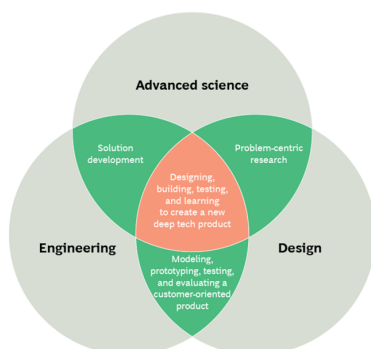 Advanced science
Solution
development
Problem-centric
research
Designing,
building, testing,
and learning
to create a new
deep tech product
Engineering
Design
Modeling,
prototyping, testing,
and evaluating a
customer-oriented
product